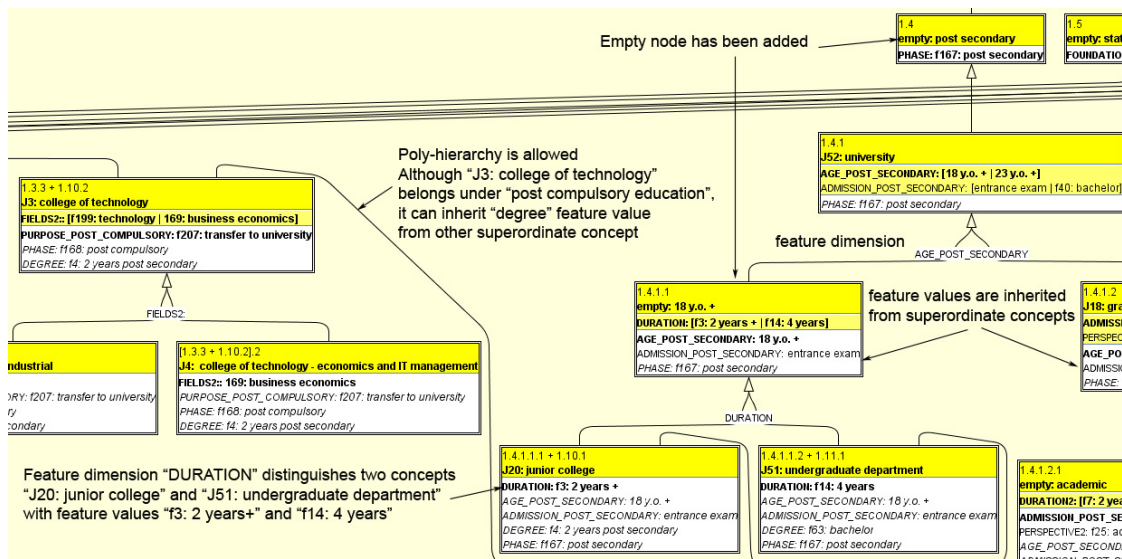 1.4
empty: post secondary
PHASE: f167: post secondary
1.5
empty: stat
FOUNDATIO
Empty node has been added
1.4.1
J52: university
AGE_POST_SECONDARY: [18 y.o. + | 23 y.o. +]
ADMISSION_POST_SECONDARY: [entrance exam | f40: bachelor]
PHASE: f167: post secondary
Poly-hierarchy is allowed
Although “J3: college of technology”
belongs under “post compulsory education”,
it can inherit “degree” feature value
from other superordinate concept
1.3.3 + 1.10.2
J3: college of technology
FIELDS2:: [f199: technology | 169: business economics]
PURPOSE_POST_COMPULSORY: f207: transfer to university
PHASE: f168: post compulsory
DEGREE: f4: 2 years post secondary
feature dimension
AGE_POST_SECONDARY
1.4.1.1
empty: 18 y.o. +
DURATION: [f3: 2 years + | f14: 4 years]
AGE_POST_SECONDARY: 18 y.o. +
ADMISSION_POST_SECONDARY: entrance exam
PHASE: f167: post secondary
feature values are inherited
from superordinate concepts
1.4.1.2
J18: gra
ADMISSI
PERSPEC
AGE_PO
ADMISSIO
PHASE:
FIELDS2:
ndustrial
ORY: f207: transfer to university
ry
condary
[1.3.3 + 1.10.2].2
J4: college of technology - economics and IT management
FIELDS2:: 169: business economics
PURPOSE_POST_COMPULSORY: f207: transfer to university
PHASE: f168: post compulsory
DEGREE: f4: 2 years post secondary
DURATION
Feature dimension “DURATION” distinguishes two concepts
“J20: junior college” and “J51: undergraduate department”
with feature values “f3: 2 years+” and “f14: 4 years”
1.4.1.1.1 + 1.10.1
J20: junior college
DURATION: f3: 2 years +
AGE_POST_SECONDARY: 18 y.o. +
ADMISSION_POST_SECONDARY: entrance exam
DEGREE: f4: 2 years post secondary
PHASE: f167: post secondary
1.4.1.1.2 + 1.11.1
J51: undergraduate department
DURATION: f14: 4 years
AGE_POST_SECONDARY: 18 y.o. +
ADMISSION_POST_SECONDARY: entrance exam
DEGREE: f63: bachelor
PHASE: f167: post secondary
1.4.1.2.1
empty: academic
DURATION2: [f7: 2 yea
ADMISSION_POST_SE
PERSPECTIVE2: f25: ac
AGE_POST_SECOND